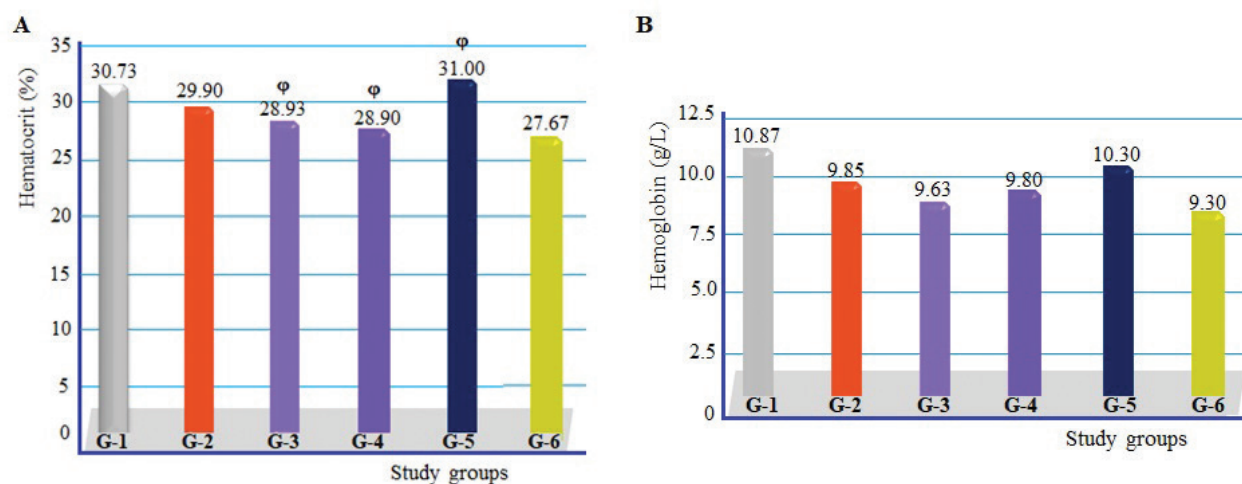 A
Hematocrit (%)
35
30
25
20
15
10
5
0
30.73
29.90
φ
28.93
φ
28.90
φ
31.00
27.67
G-1 G-2 G-3 G-4 G-5 G-6
Study groups
B
Hemoglobin (g/L)
12.5
10.0
7.5
5.0
2.5
0
10.87
9.85
9.63
9.80
10.30
9.30
G-1 G-2 G-3 G-4 G-5 G-6
Study groups